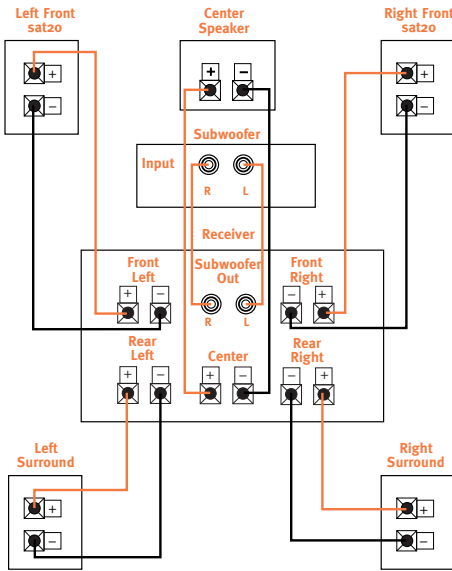 Left Front
sat20
Center
Speaker
Right Front
sat20
+
−
+ −
+
−
Subwoofer
Input
R L
Receiver
Front
Left
Subwoofer
Out
Front
Right
+ −
− +
R L
Rear
Left
Center
Rear
Right
+ −
+ −
− +
Left
Surround
Right
Surround
+
−
+
−